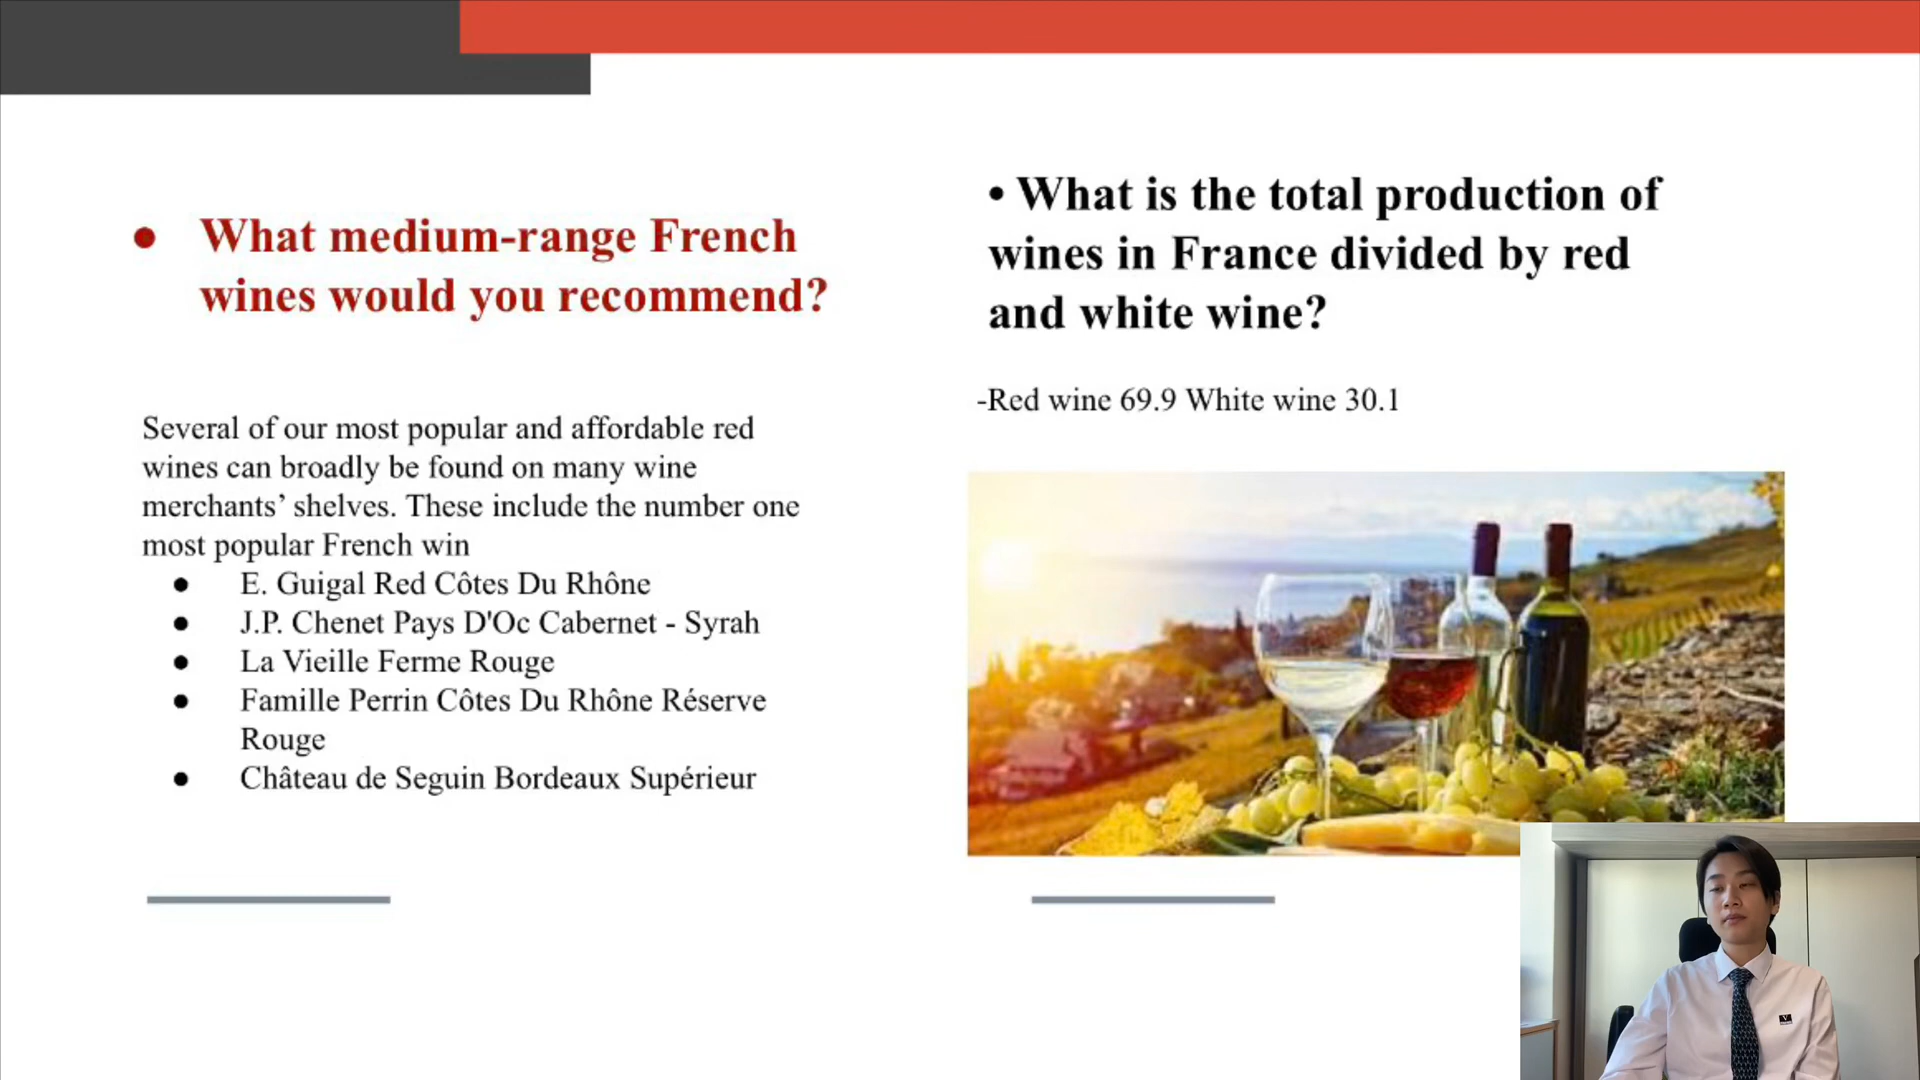 ● What medium-range French
wines would you recommend?
Several of our most popular and affordable red
wines can broadly be found on many wine
merchants’ shelves. These include the number one
most popular French win
● E. Guigal Red Côtes Du Rhône
● J.P. Chenet Pays D'Oc Cabernet - Syrah
● La Vieille Ferme Rouge
● Famille Perrin Côtes Du Rhône Réserve
Rouge
● Château de Seguin Bordeaux Supérieur
• What is the total production of
wines in France divided by red
and white wine?
-Red wine 69.9 White wine 30.1